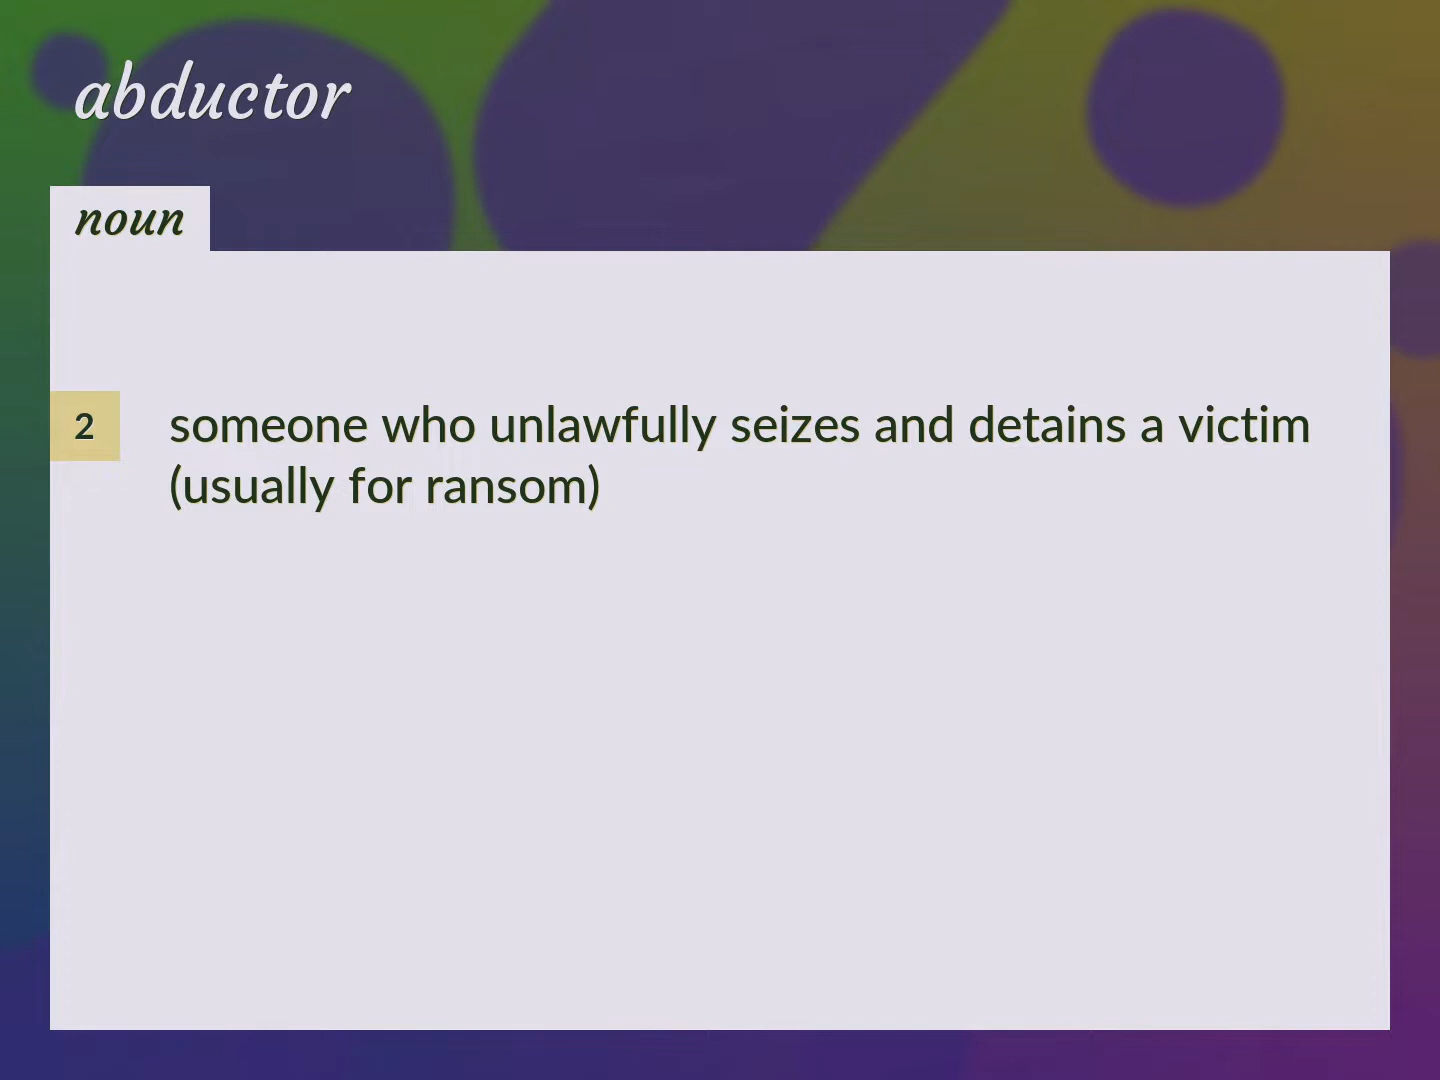 abductor
noun
2
someone who unlawfully seizes and detains a victim
(usually for ransom)